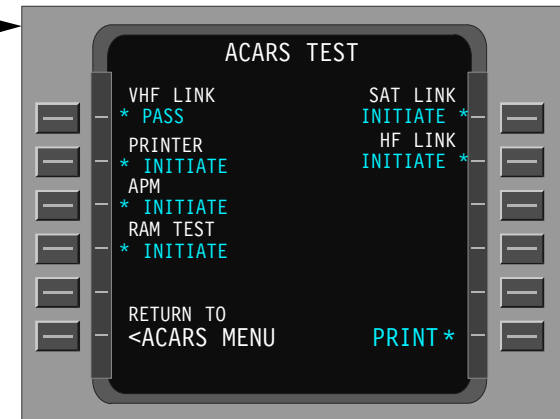 ACARS TEST
VHF LINK SAT LINK
* PASS INITIATE *
PRINTER HF LINK
* INITIATE INITIATE *
APM
* INITIATE
RAM TEST
* INITIATE
RETURN TO
<ACARS MENU PRINT *